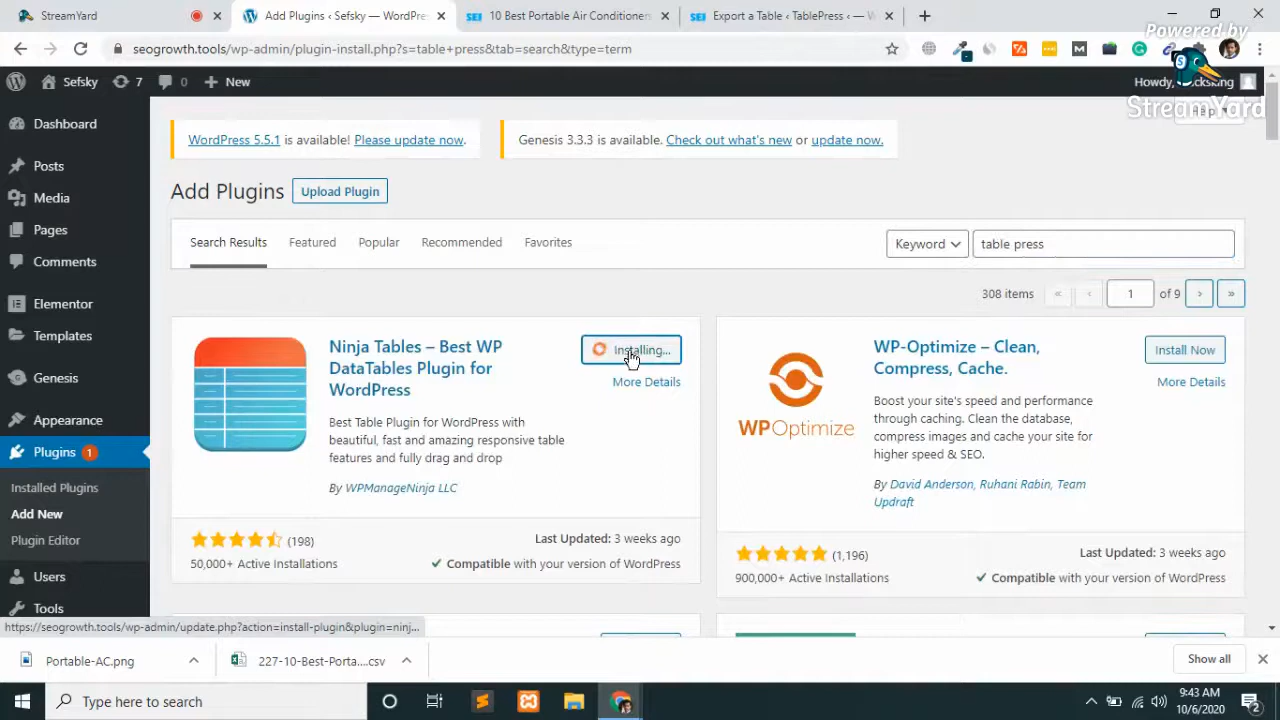 StreamYard
Add Plugins ‹ Sefsky — WordPre
10 Best Portable Air Conditioner
Export a Table ‹ TablePress ‹ — W
Powered by
StreamYard
seogrowth.tools/wp-admin/plugin-install.php?s=table+press&tab=search&type=term
Sefsky
7
0
New
Howdy,
Help
Dashboard
Posts
Media
Pages
Comments
Elementor
Templates
Genesis
Appearance
Plugins 1
Installed Plugins
Add New
Plugin Editor
Users
Tools
WordPress 5.5.1 is available! Please update now.
Genesis 3.3.3 is available. Check out what's new or update now.
Add Plugins
Upload Plugin
Search Results
Featured
Popular
Recommended
Favorites
Keyword
table press
308 items
«
‹
1
of 9
›
»
Ninja Tables – Best WP
DataTables Plugin for
WordPress
Installing...
More Details
Best Table Plugin for WordPress with
beautiful, fast and amazing responsive table
features and fully drag and drop
By WPManageNinja LLC
(198)
50,000+ Active Installations
Last Updated: 3 weeks ago
Compatible with your version of WordPress
WPOptimize
WP-Optimize – Clean,
Compress, Cache.
Install Now
More Details
Boost your site's speed and performance
through caching. Clean the database,
compress images and cache your site for
higher speed & SEO.
By David Anderson, Ruhani Rabin, Team
Updraft
(1,196)
900,000+ Active Installations
Last Updated: 3 weeks ago
Compatible with your version of WordPress
https://seogrowth.tools/wp-admin/update.php?action=install-plugin&plugin=ninj...
Portable-AC.png
227-10-Best-Porta....csv
Show all
Type here to search
9:43 AM
10/6/2020
2